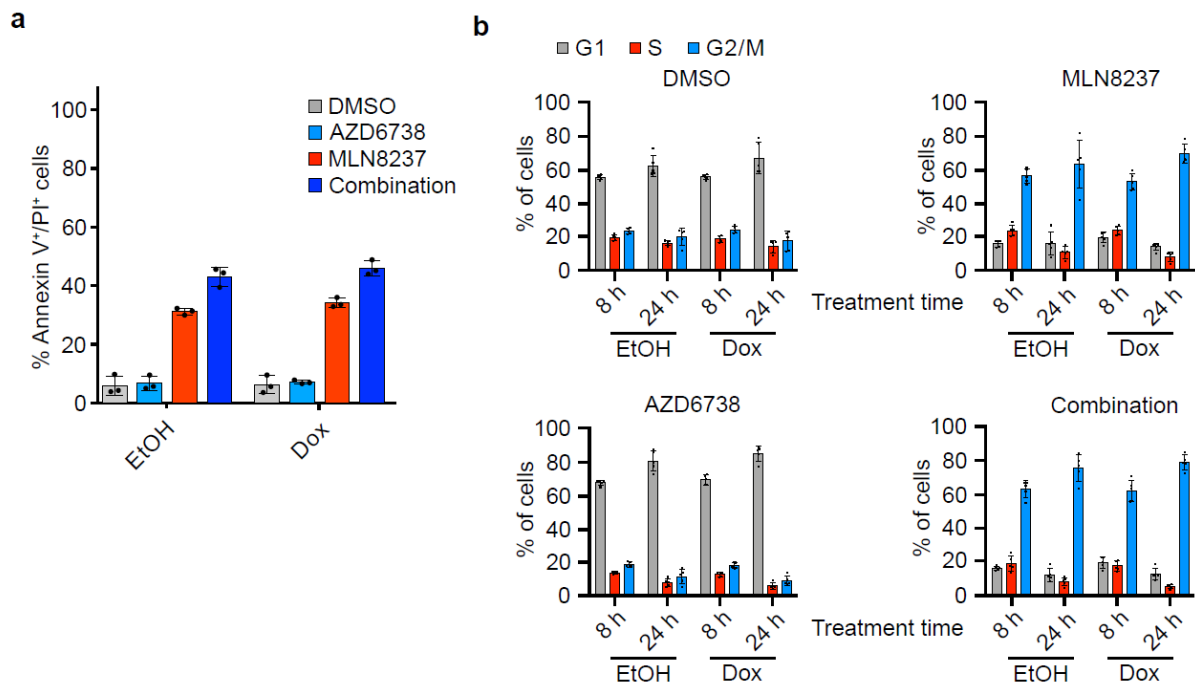 a
% Annexin V⁺/PI⁺ cells
100
80
60
40
20
0
DMSO
AZD6738
MLN8237
Combination
EtOH
Dox
b
G1 S G2/M
DMSO
% of cells
100
80
60
40
20
0
8 h 24 h 8 h 24 h
EtOH Dox
MLN8237
% of cells
100
80
60
40
20
0
Treatment time
8 h 24 h 8 h 24 h
EtOH Dox
AZD6738
% of cells
100
80
60
40
20
0
8 h 24 h 8 h 24 h
EtOH Dox
Combination
% of cells
100
80
60
40
20
0
Treatment time
8 h 24 h 8 h 24 h
EtOH Dox